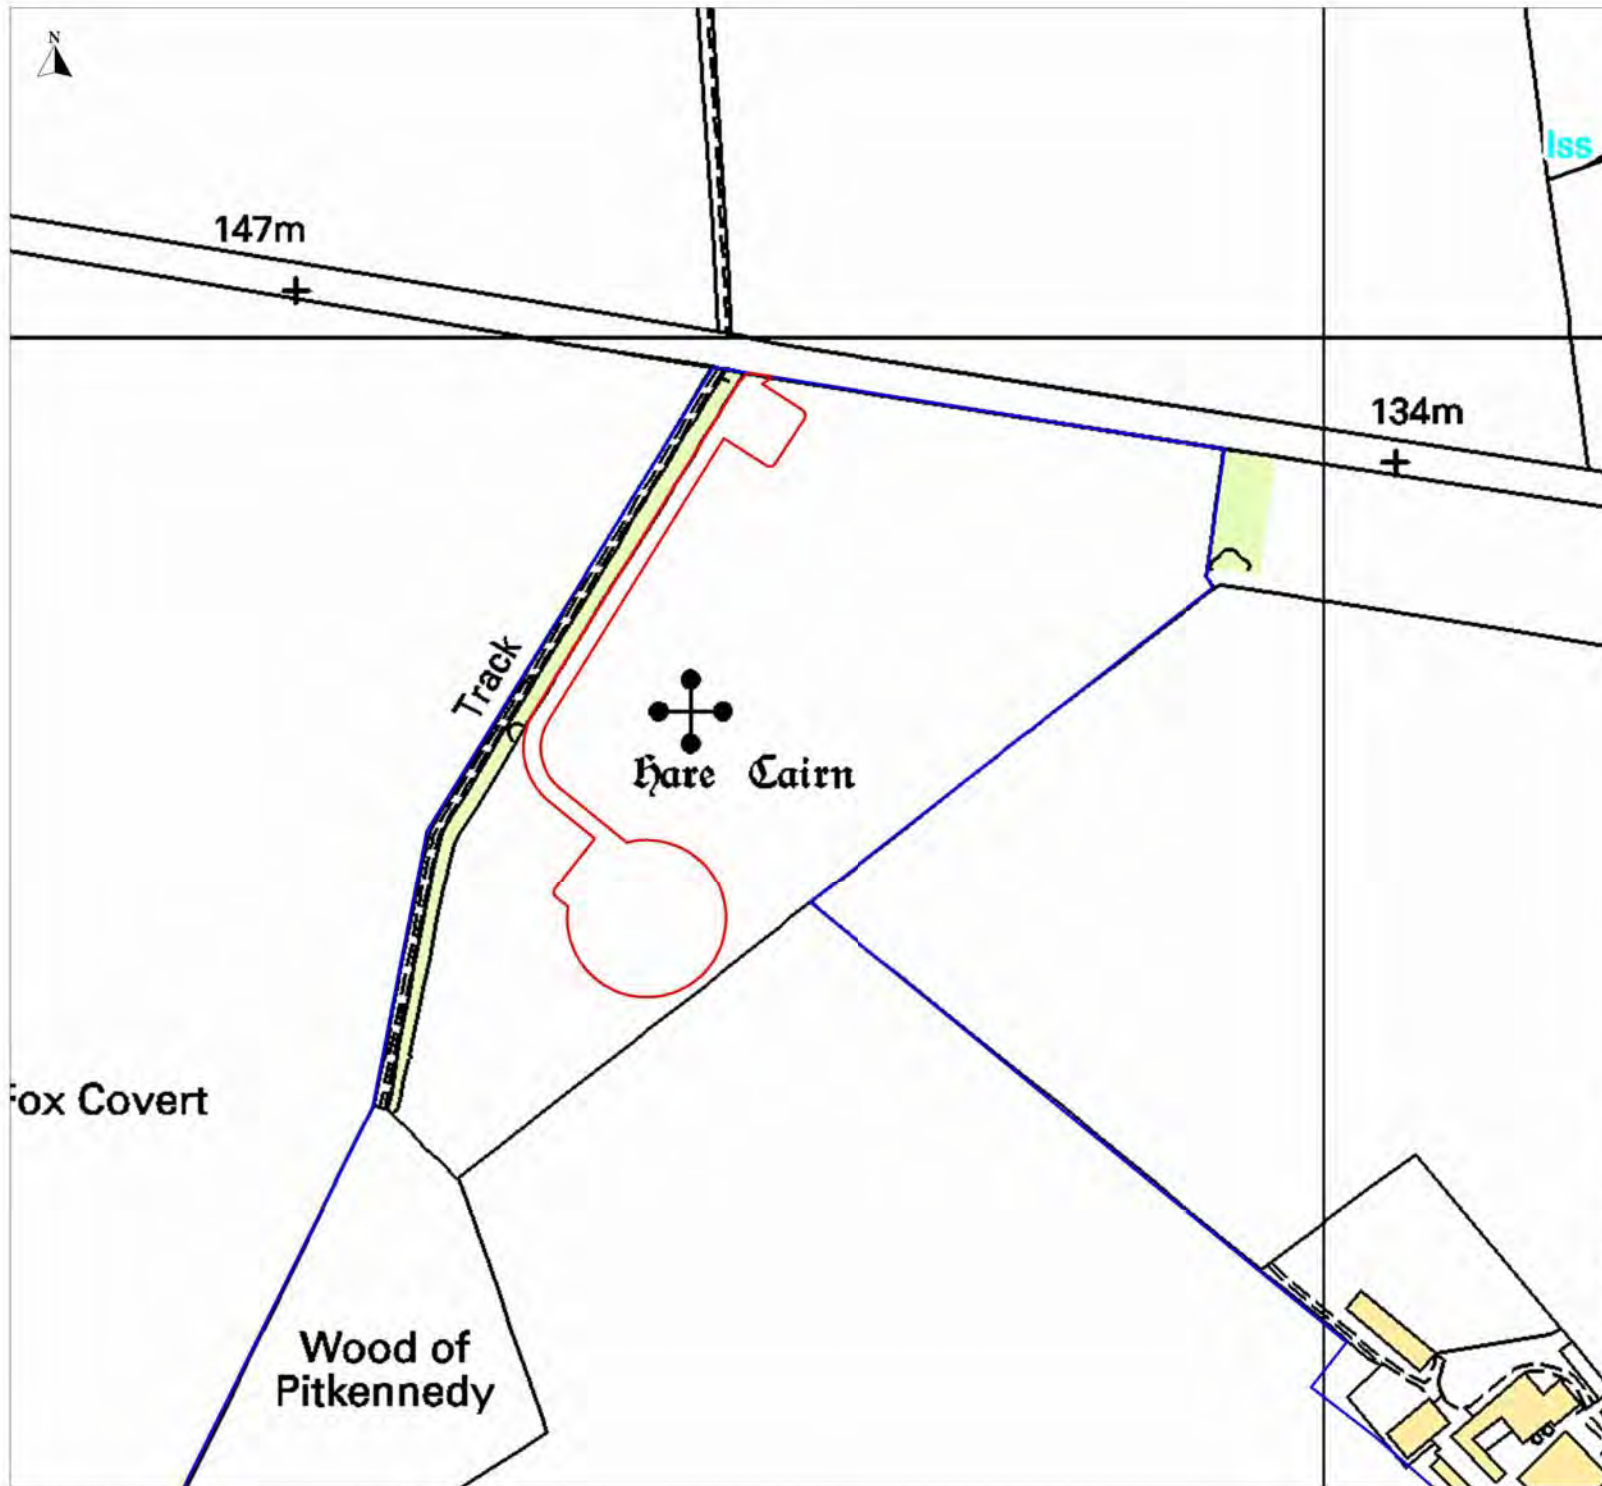 N
Iss
147m
134m
Track
Hare Cairn
Fox Covert
Wood of
Pitkennedy